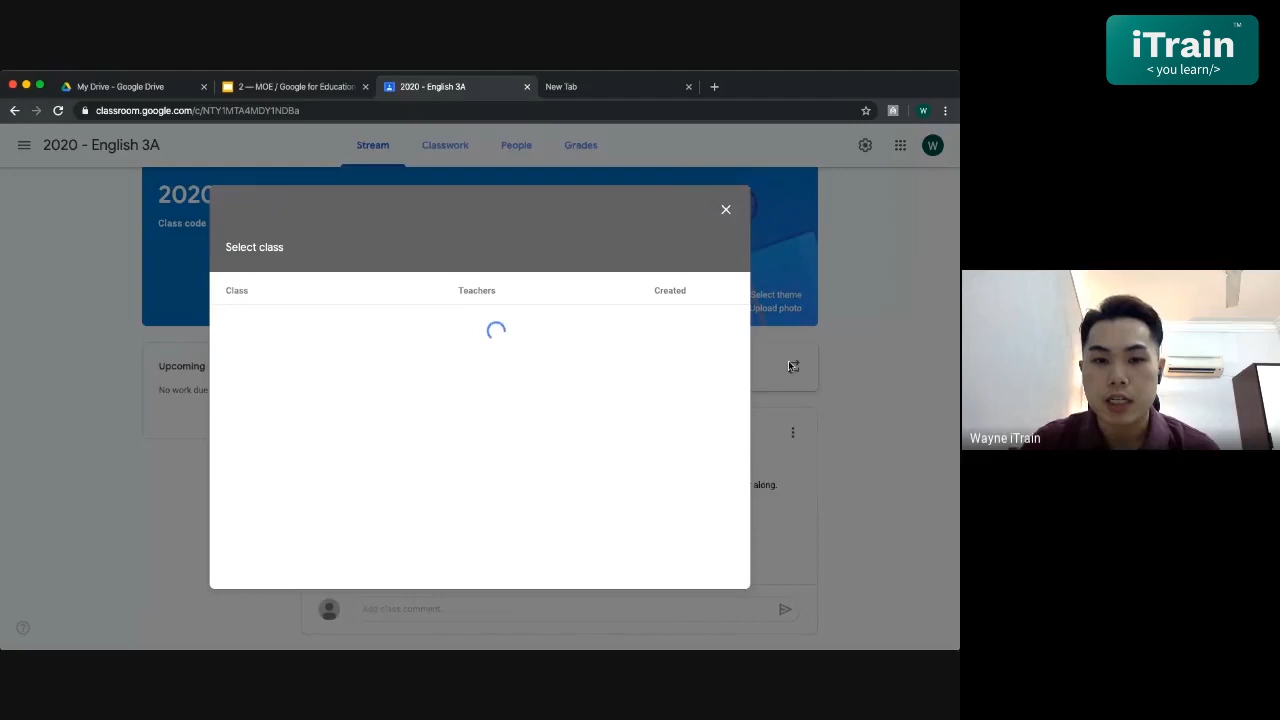 iTrain
TM
< you learn/>
My Drive - Google Drive
2 — MOE / Google for Education
2020 - English 3A
New Tab
classroom.google.com/c/NTY1MTA4MDY1NDBa
W
2020 - English 3A
Stream
Classwork
People
Grades
W
2020
Class code
Select class
Class
Teachers
Created
Select theme
Upload photo
Upcoming
No work due
along.
Add class comment...
Wayne iTrain